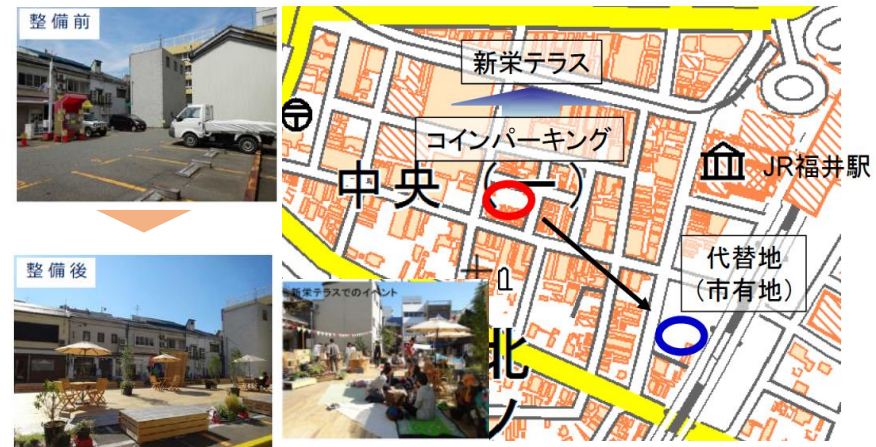 整備前
整備後
新栄テラス
コインパーキング
中央(一)
JR福井駅
代替地
(市有地)
新栄テラスでのイベント
北
ノ